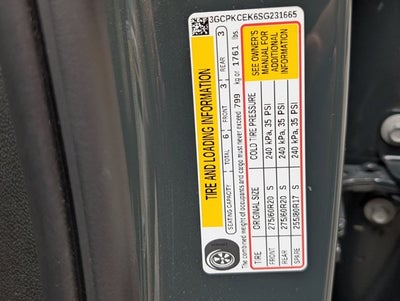 3GCPKCEK6SG231665
TIRE AND LOADING INFORMATION
SEATING CAPACITY TOTAL 6 FRONT 3 REAR 3
The combined weight of occupants and cargo must never exceed 799 kg or 1761 lbs.
TIRE ORIGINAL SIZE COLD TIRE PRESSURE
FRONT 275/60R20 S 240 kPa, 35 PSI
REAR 275/60R20 S 240 kPa, 35 PSI
SPARE 255/80R17 S 240 kPa, 35 PSI
SEE OWNER'S
MANUAL FOR
ADDITIONAL
INFORMATION